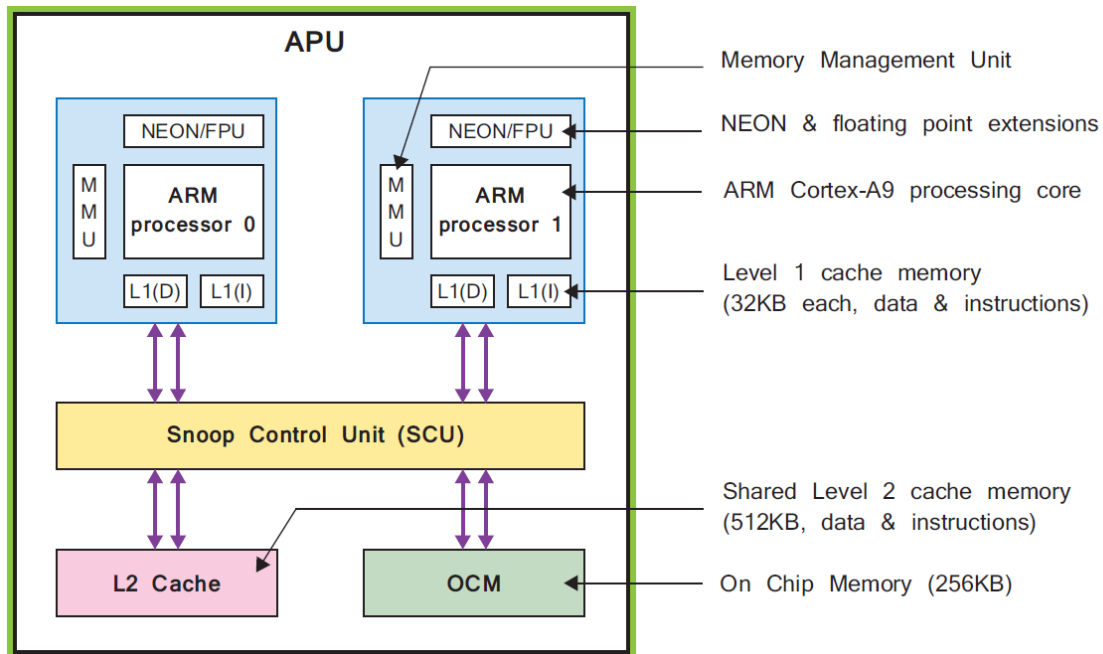 APU
NEON/FPU
M
M
U
ARM
processor 0
L1(D)
L1(I)
NEON/FPU
M
M
U
ARM
processor 1
L1(D)
L1(I)
Snoop Control Unit (SCU)
L2 Cache
OCM
Memory Management Unit
NEON & floating point extensions
ARM Cortex-A9 processing core
Level 1 cache memory
(32KB each, data & instructions)
Shared Level 2 cache memory
(512KB, data & instructions)
On Chip Memory (256KB)